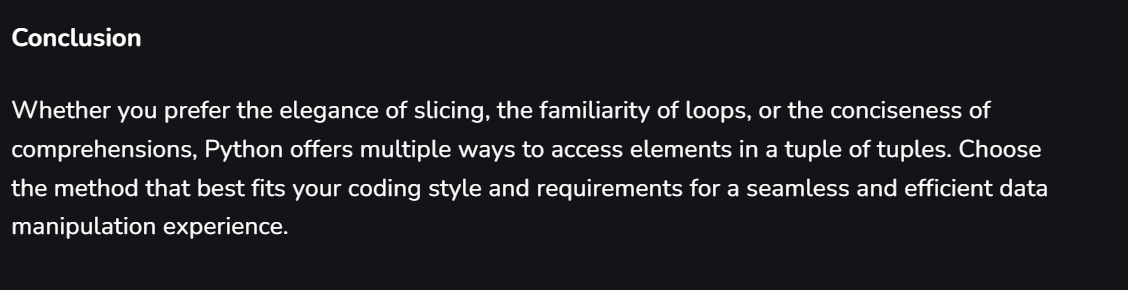 Conclusion
Whether you prefer the elegance of slicing, the familiarity of loops, or the conciseness of
comprehensions, Python offers multiple ways to access elements in a tuple of tuples. Choose
the method that best fits your coding style and requirements for a seamless and efficient data
manipulation experience.